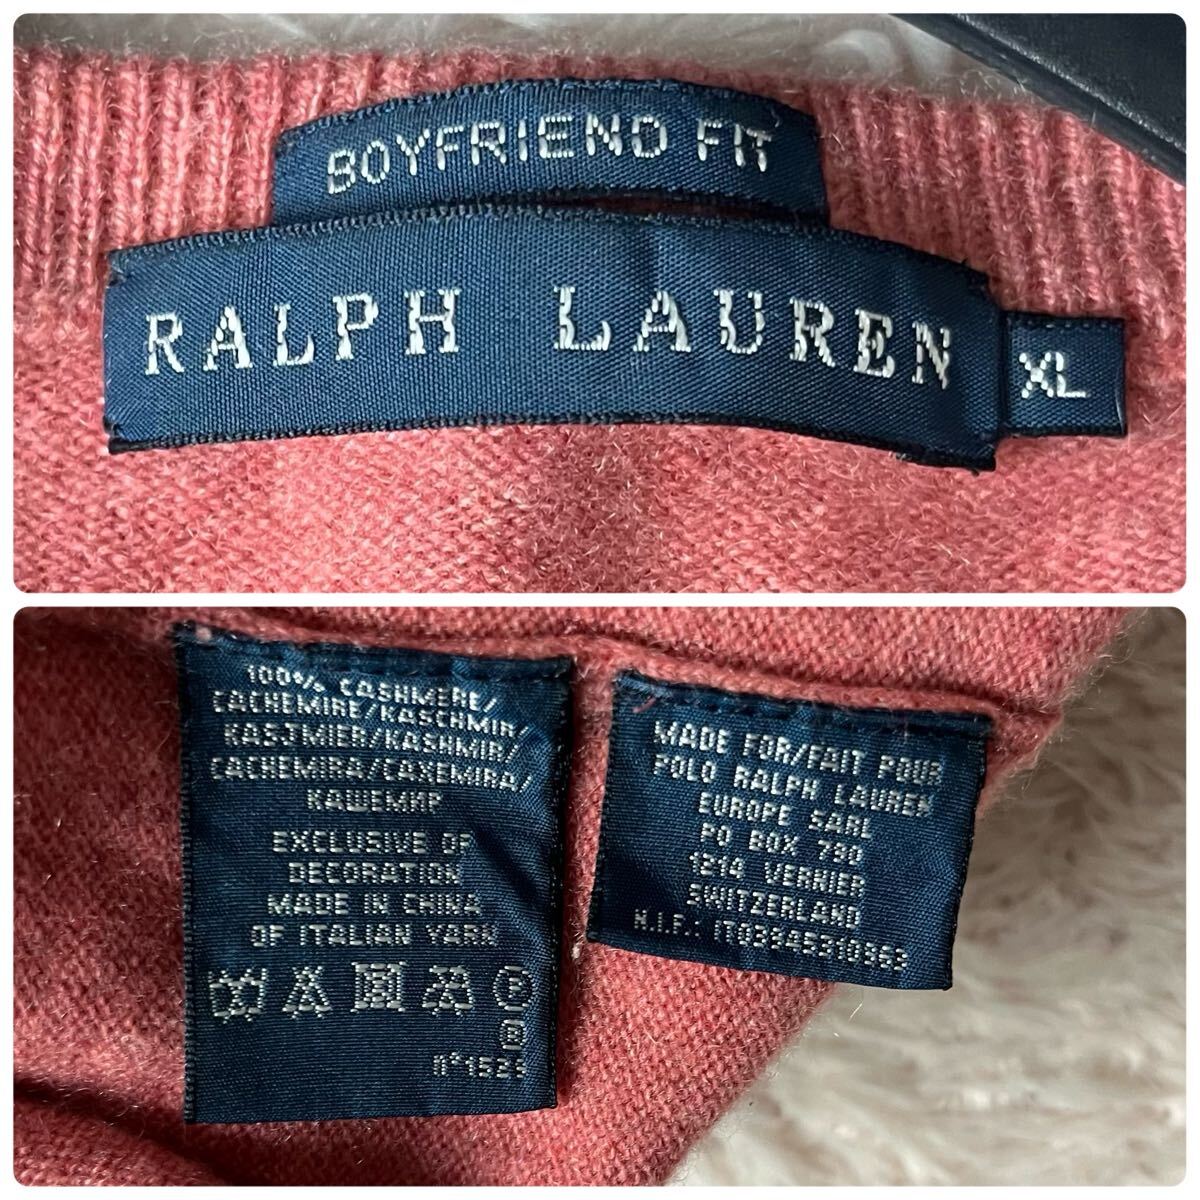 BOYFRIEND FIT
RALPH LAUREN
XL
100% CASHMERE/
CACHEMIRE/KASCHMIR/
KASJMIER/KASHMIR/
CACHEMIRA/CAXEMIRA/
КАШЕМИР
EXCLUSIVE OF
DECORATION
MADE IN CHINA
OF ITALIAN YARN
P
MADE FOR/FAIT POUR
POLO RALPH LAUREN
EUROPE SARL
PO BOX 790
1214 VERNIER
SWITZERLAND
N.I.F.: